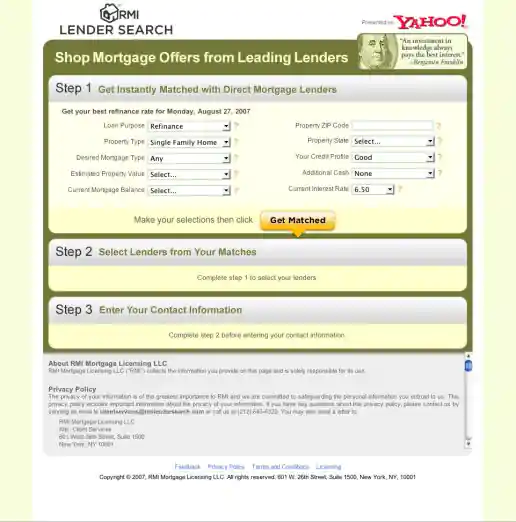 RMI
LENDER SEARCH
Presented on YAHOO!
Shop Mortgage Offers from Leading Lenders
"An investment in
knowledge always
pays the best interest."
-Benjamin Franklin
Step 1 Get Instantly Matched with Direct Mortgage Lenders
Get your best refinance rate for Monday, August 27, 2007
Loan Purpose Refinance ? Property ZIP Code ?
Property Type Single Family Home ? Property State Select... ?
Desired Mortgage Type Any ? Your Credit Profile Good ?
Estimated Property Value Select... ? Additional Cash None ?
Current Mortgage Balance Select... ? Current Interest Rate 6.50 ?
Make your selections then click Get Matched
Step 2 Select Lenders from Your Matches
Complete step 1 to select your lenders
Step 3 Enter Your Contact Information
Complete step 2 before entering your contact information
About RMI Mortgage Licensing LLC
RMI Mortgage Licensing LLC ("RMI") collects the information you provide on this page and is solely responsible for its use.
Privacy Policy
The privacy of your information is of the greatest importance to RMI and we are committed to safeguarding the personal information you entrust to us. This
privacy policy explains important information about the privacy of your information. If you have any questions about this privacy policy, please contact us by
sending an email to clientservices@rmilendersearch.com or call us at (212) You may also send a letter to:
RMI Mortgage Licensing LLC
Attn: Client Services
601 West 26th Street, Suite 1500
New York, NY 10001
Feedback Privacy Policy Terms and Conditions Licensing
Copyright © 2007, RMI Mortgage Licensing LLC. All rights reserved. 601 W. 26th Street, Suite 1500, New York, NY, 10001